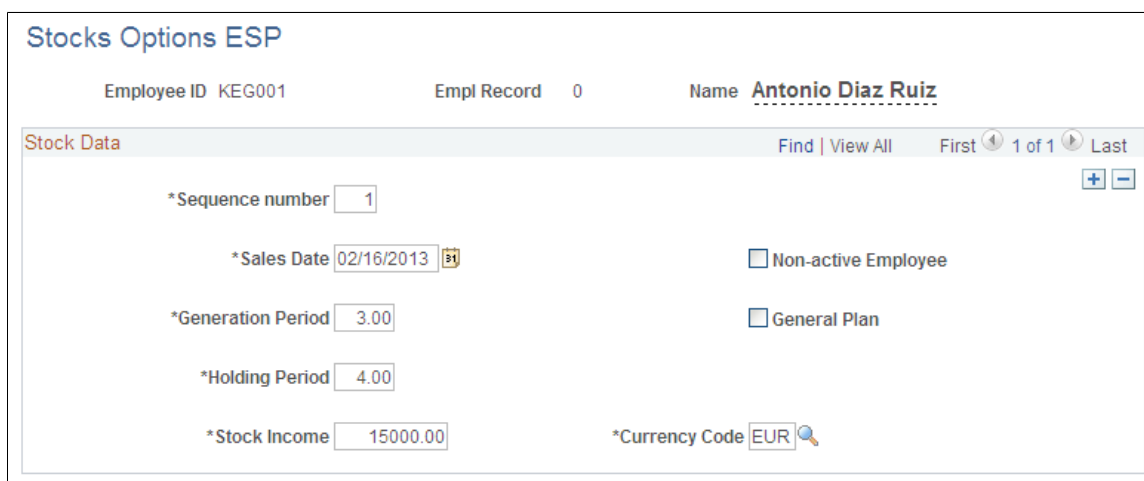 Stocks Options ESP
Employee ID KEG001 Empl Record 0 Name Antonio Diaz Ruiz
Stock Data Find | View All First 1 of 1 Last
*Sequence number 1
*Sales Date 02/16/2013 31 Non-active Employee
*Generation Period 3.00 General Plan
*Holding Period 4.00
*Stock Income 15000.00 *Currency Code EUR